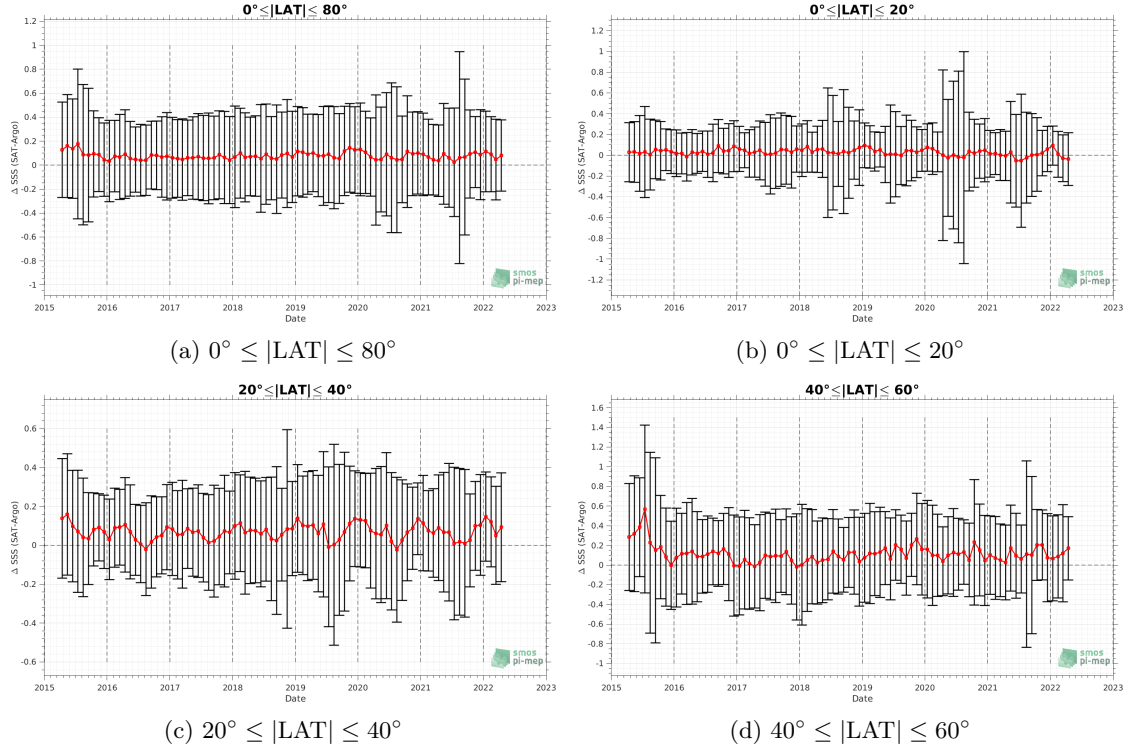 0°≤|LAT|≤ 80°
1.2
1
0.8
0.6
0.4
0.2
0
-0.2
-0.4
-0.6
-0.8
-1
Δ SSS (SAT-Argo)
2015 2016 2017 2018 2019 2020 2021 2022 2023
Date
smos
pi-mep
(a) 0° ≤ |LAT| ≤ 80°
0°≤|LAT|≤ 20°
1.2
1
0.8
0.6
0.4
0.2
0
-0.2
-0.4
-0.6
-0.8
-1
-1.2
Δ SSS (SAT-Argo)
2015 2016 2017 2018 2019 2020 2021 2022 2023
Date
smos
pi-mep
(b) 0° ≤ |LAT| ≤ 20°
20°≤|LAT|≤ 40°
0.6
0.4
0.2
0
-0.2
-0.4
-0.6
Δ SSS (SAT-Argo)
2015 2016 2017 2018 2019 2020 2021 2022 2023
Date
smos
pi-mep
(c) 20° ≤ |LAT| ≤ 40°
40°≤|LAT|≤ 60°
1.6
1.4
1.2
1
0.8
0.6
0.4
0.2
0
-0.2
-0.4
-0.6
-0.8
-1
Δ SSS (SAT-Argo)
2015 2016 2017 2018 2019 2020 2021 2022 2023
Date
smos
pi-mep
(d) 40° ≤ |LAT| ≤ 60°